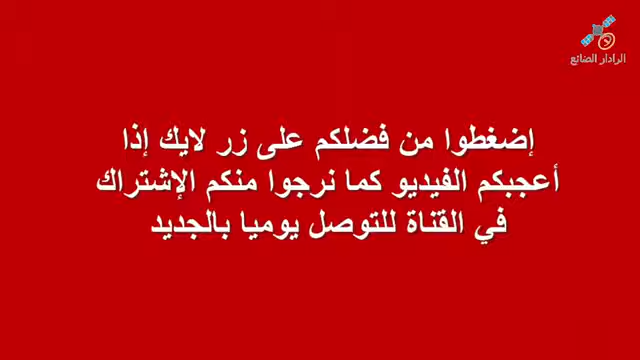 الرادار الضائع
إضغطوا من فضلكم على زر لايك إذا
أعجبكم الفيديو كما نرجوا منكم الإشتراك
في القناة للتوصل يوميا بالجديد